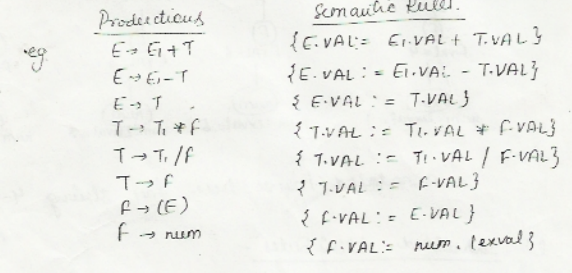 Productions Semantic Rules.
eg. E → E1 + T {E.VAL := E1.VAL + T.VAL}
E → E1 - T {E.VAL := E1.VAL - T.VAL}
E → T {E.VAL := T.VAL}
T → T1 * F {T.VAL := T1.VAL * F.VAL}
T → T1 / F {T.VAL := T1.VAL / F.VAL}
T → F {T.VAL := F.VAL}
F → (E) {F.VAL := E.VAL}
F → num {F.VAL := num.lexval}